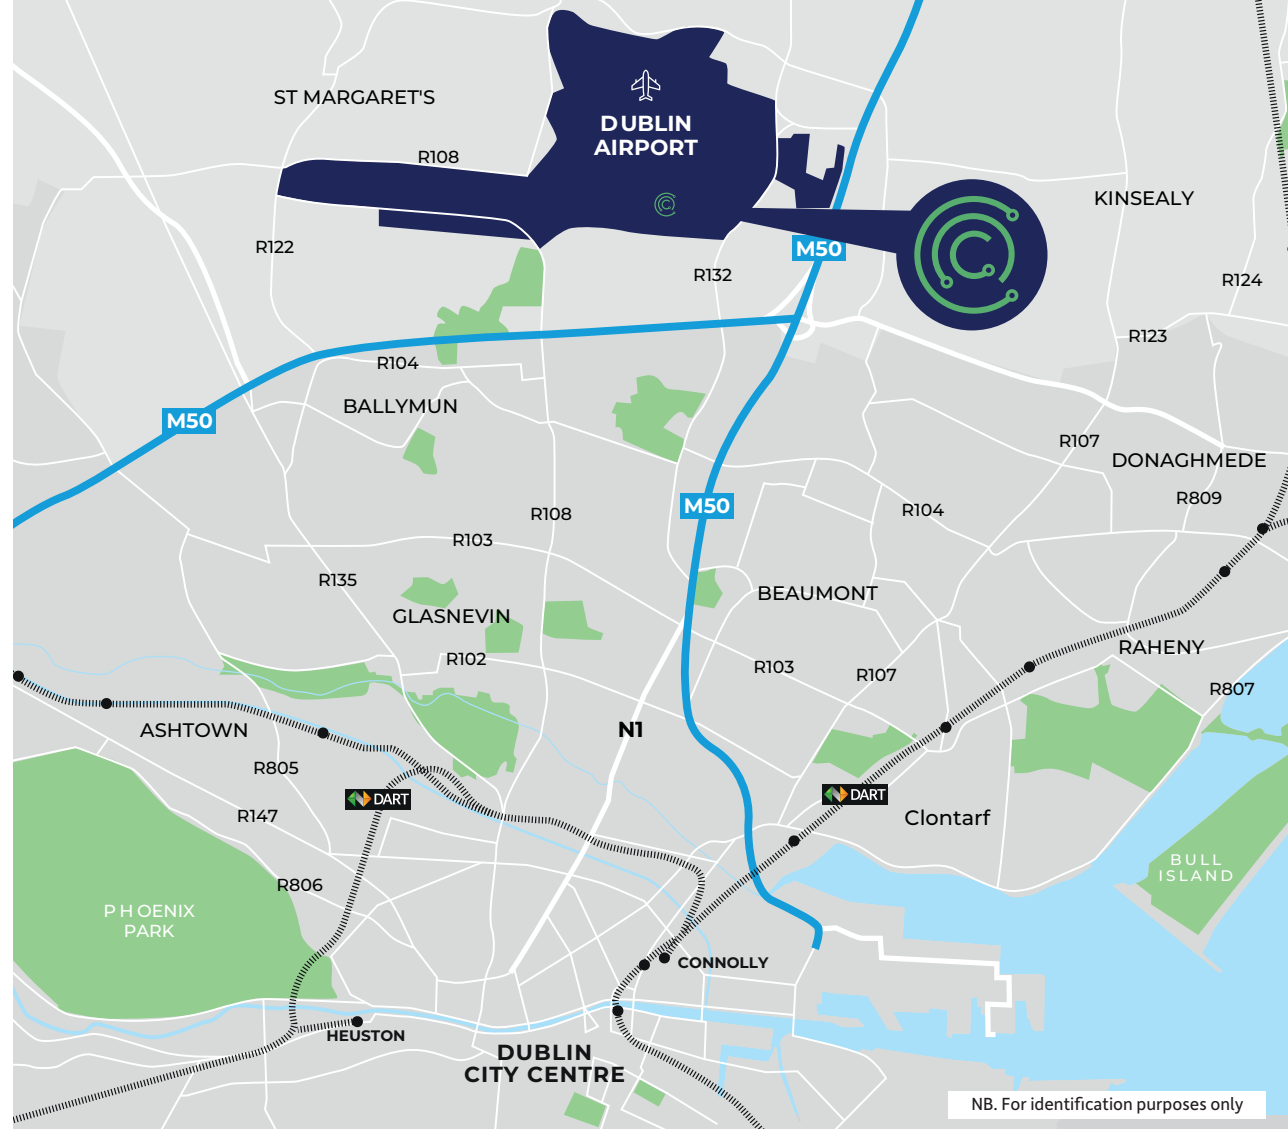 ST MARGARET'S
DUBLIN
AIRPORT
R108
KINSEALY
R122
M50
R132
R124
R123
R104
BALLYMUN
M50
R107
DONAGHMEDE
R809
M50
R108
R104
R103
R135
BEAUMONT
GLASNEVIN
RAHENY
R102
R103
R107
R807
ASHTOWN
N1
R805
DART
DART
R147
Clontarf
BULL
ISLAND
R806
PHOENIX
PARK
CONNOLLY
HEUSTON
DUBLIN
CITY CENTRE
NB. For identification purposes only